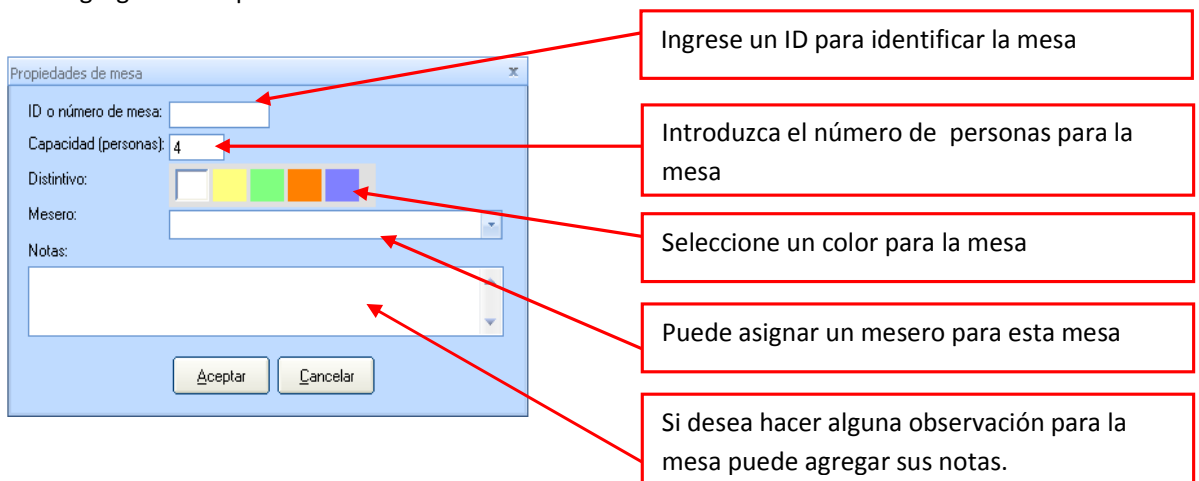 Ingrese un ID para identificar la mesa
Propiedades de mesa
x
ID o número de mesa:
Capacidad (personas): 4
Introduzca el número de personas para la
mesa
Distintivo:
Mesero:
Seleccione un color para la mesa
Notas:
Puede asignar un mesero para esta mesa
Aceptar Cancelar
Si desea hacer alguna observación para la
mesa puede agregar sus notas.